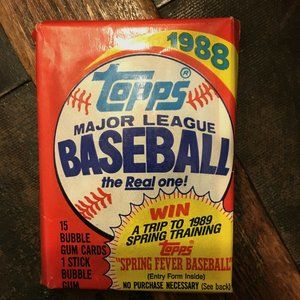 1988
topps®
MAJOR LEAGUE
BASEBALL
the Real one!
WIN
A TRIP TO 1989
SPRING TRAINING
topps
"SPRING FEVER BASEBALL"
(Entry Form Inside)
NO PURCHASE NECESSARY (See back)
15
BUBBLE
GUM CARDS
1 STICK
BUBBLE
GUM